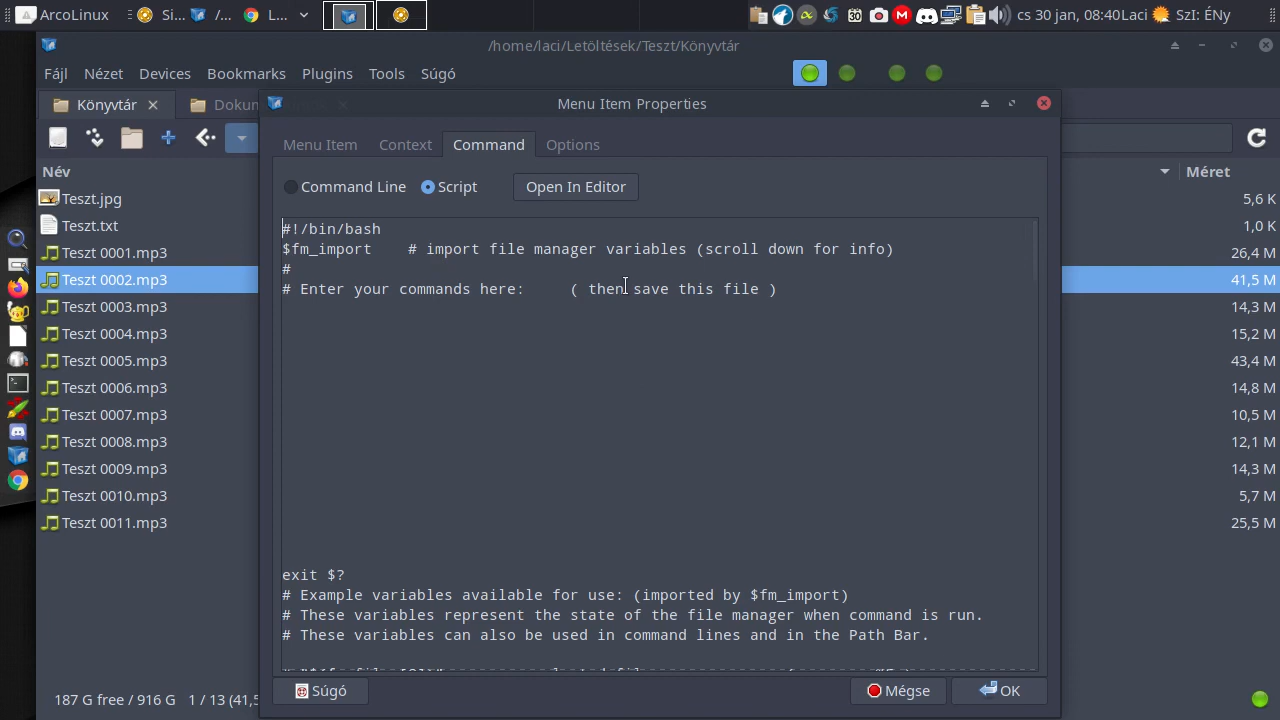 ArcoLinux
Si...
/...
L...
30
cs 30 jan, 08:40
Laci
SzI: ÉNy
/home/laci/Letöltések/Teszt/Könyvtár
Fájl Nézet Devices Bookmarks Plugins Tools Súgó
Könyvtár
Dokum
Menu Item Properties
Név
Méret
Teszt.jpg 5,6 K
Teszt.txt 1,0 K
Teszt 0001.mp3 26,4 M
Teszt 0002.mp3 41,5 M
Teszt 0003.mp3 14,3 M
Teszt 0004.mp3 15,2 M
Teszt 0005.mp3 43,4 M
Teszt 0006.mp3 14,8 M
Teszt 0007.mp3 10,5 M
Teszt 0008.mp3 12,1 M
Teszt 0009.mp3 14,3 M
Teszt 0010.mp3 5,7 M
Teszt 0011.mp3 25,5 M
Menu Item Context Command Options
Command Line Script Open In Editor
#!/bin/bash
$fm_import    # import file manager variables (scroll down for info)
#
# Enter your commands here:     ( then save this file )
exit $?
# Example variables available for use: (imported by $fm_import)
# These variables represent the state of the file manager when command is run.
# These variables can also be used in command lines and in the Path Bar.
Súgó Mégse OK
187 G free / 916 G 1 / 13 (41,5